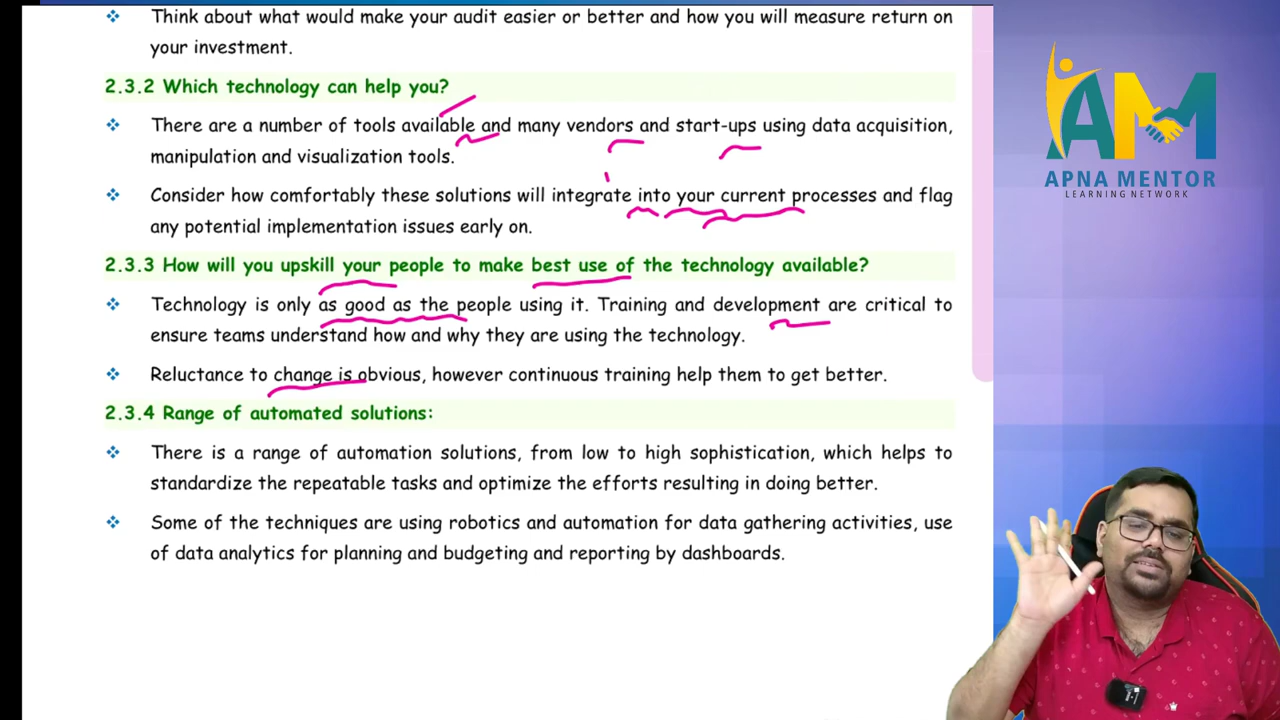 Think about what would make your audit easier or better and how you will measure return on
your investment.
2.3.2 Which technology can help you?
There are a number of tools available and many vendors and start-ups using data acquisition,
manipulation and visualization tools.
Consider how comfortably these solutions will integrate into your current processes and flag
any potential implementation issues early on.
2.3.3 How will you upskill your people to make best use of the technology available?
Technology is only as good as the people using it. Training and development are critical to
ensure teams understand how and why they are using the technology.
Reluctance to change is obvious, however continuous training help them to get better.
2.3.4 Range of automated solutions:
There is a range of automation solutions, from low to high sophistication, which helps to
standardize the repeatable tasks and optimize the efforts resulting in doing better.
Some of the techniques are using robotics and automation for data gathering activities, use
of data analytics for planning and budgeting and reporting by dashboards.
AM
APNA MENTOR
LEARNING NETWORK